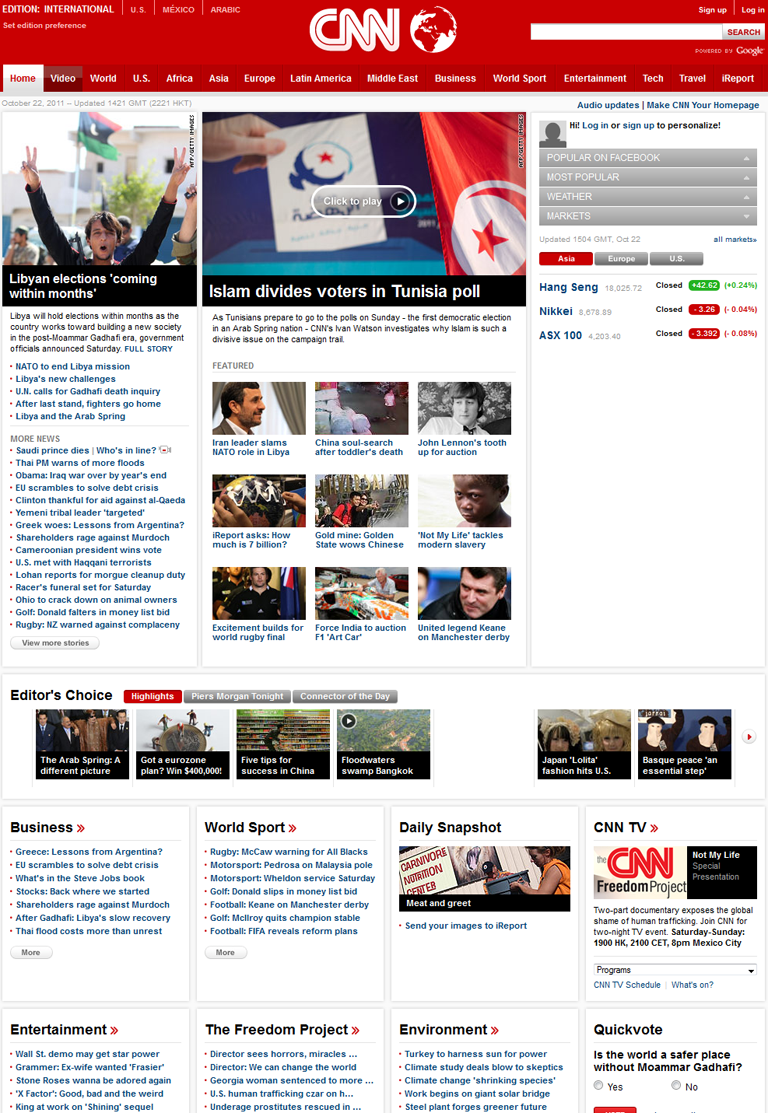 EDITION: INTERNATIONAL
U.S.
MÉXICO
ARABIC
Set edition preference
CNN
Sign up
Log in
SEARCH
POWERED BY Google
Home
Video
World
U.S.
Africa
Asia
Europe
Latin America
Middle East
Business
World Sport
Entertainment
Tech
Travel
iReport
October 22, 2011 -- Updated 1421 GMT (2221 HKT)
Audio updates | Make CNN Your Homepage
AFP/GETTY IMAGES
Libyan elections 'coming
within months'
Libya will hold elections within months as the
country works toward building a new society
in the post-Moammar Gadhafi era, government
officials announced Saturday. FULL STORY
NATO to end Libya mission
Libya's new challenges
U.N. calls for Gadhafi death inquiry
After last stand, fighters go home
Libya and the Arab Spring
MORE NEWS
Saudi prince dies | Who's in line?
Thai PM warns of more floods
Obama: Iraq war over by year's end
EU scrambles to solve debt crisis
Clinton thankful for aid against al-Qaeda
Yemeni tribal leader 'targeted'
Greek woes: Lessons from Argentina?
Shareholders rage against Murdoch
Cameroonian president wins vote
U.S. met with Haqqani terrorists
Lohan reports for morgue cleanup duty
Racer's funeral set for Saturday
Ohio to crack down on animal owners
Golf: Donald falters in money list bid
Rugby: NZ warned against complaceny
View more stories
AFP/GETTY IMAGES
Click to play
Islam divides voters in Tunisia poll
As Tunisians prepare to go to the polls on Sunday - the first democratic election
in an Arab Spring nation - CNN's Ivan Watson investigates why Islam is such a
divisive issue on the campaign trail.
FEATURED
Iran leader slams
NATO role in Libya
China soul-search
after toddler's death
John Lennon's tooth
up for auction
iReport asks: How
much is 7 billion?
Gold mine: Golden
State wows Chinese
'Not My Life' tackles
modern slavery
Excitement builds for
world rugby final
Force India to auction
F1 'Art Car'
United legend Keane
on Manchester derby
Hi! Log in or sign up to personalize!
POPULAR ON FACEBOOK
MOST POPULAR
WEATHER
MARKETS
Updated 1504 GMT, Oct 22
all markets»
Asia
Europe
U.S.
Hang Seng 18,025.72 Closed +42.62 (+0.24%)
Nikkei 8,678.89 Closed - 3.26 (- 0.04%)
ASX 100 4,203.40 Closed - 3.392 (- 0.08%)
Editor's Choice
Highlights
Piers Morgan Tonight
Connector of the Day
The Arab Spring: A
different picture
Got a eurozone
plan? Win $400,000!
Five tips for
success in China
Floodwaters
swamp Bangkok
Japan 'Lolita'
fashion hits U.S.
Basque peace 'an
essential step'
Business »
Greece: Lessons from Argentina?
EU scrambles to solve debt crisis
What's in the Steve Jobs book
Stocks: Back where we started
Shareholders rage against Murdoch
After Gadhafi: Libya's slow recovery
Thai flood costs more than unrest
More
World Sport »
Rugby: McCaw warning for All Blacks
Motorsport: Pedrosa on Malaysia pole
Motorsport: Wheldon service Saturday
Golf: Donald slips in money list bid
Football: Keane on Manchester derby
Golf: McIlroy quits champion stable
Football: FIFA reveals reform plans
More
Daily Snapshot
CARNIVORE
NUTRITION
CENTER
Meat and greet
Send your images to iReport
CNN TV »
the CNN
Freedom Project
Not My Life
Special
Presentation
Two-part documentary exposes the global
shame of human trafficking. Join CNN for
two-night TV event. Saturday-Sunday:
1900 HK, 2100 CET, 8pm Mexico City
Programs
CNN TV Schedule | What's on?
Entertainment »
Wall St. demo may get star power
Grammer: Ex-wife wanted 'Frasier'
Stone Roses wanna be adored again
'X Factor': Good, bad and the weird
King at work on 'Shining' sequel
The Freedom Project »
Director sees horrors, miracles ...
Director: We can change the world
Georgia woman sentenced to more ...
U.S. human trafficking czar on h...
Underage prostitutes rescued in ...
Environment »
Turkey to harness sun for power
Climate study deals blow to skeptics
Climate change 'shrinking species'
Work begins on giant solar bridge
Steel plant forges greener future
Quickvote
Is the world a safer place
without Moammar Gadhafi?
Yes
No